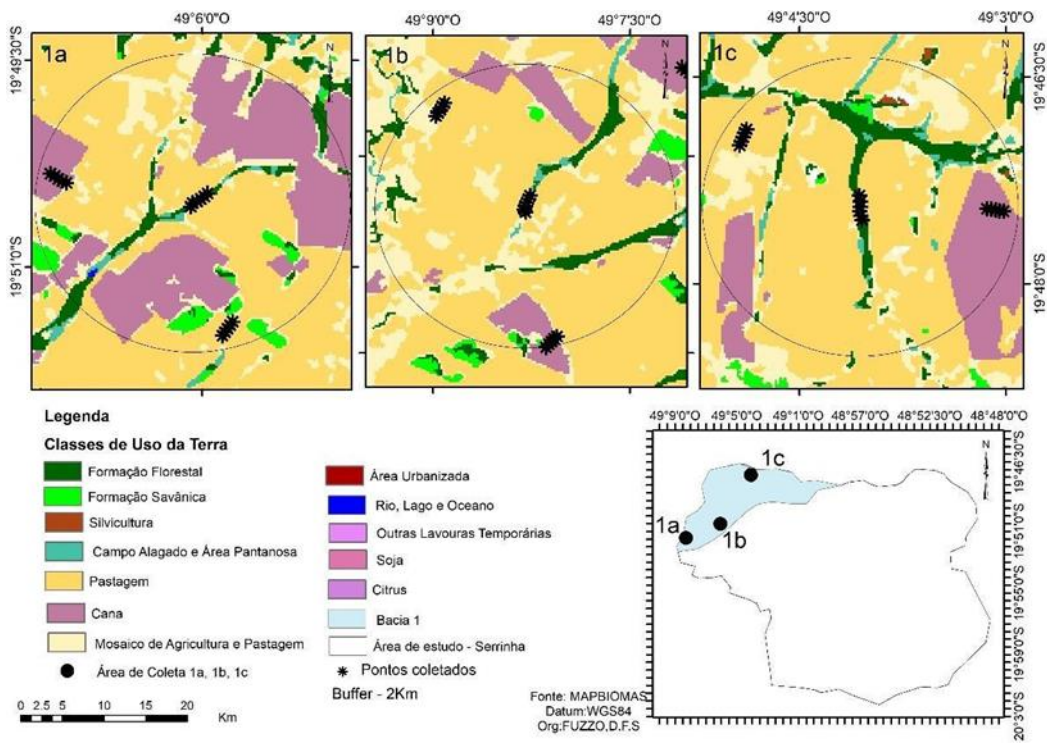 49°6'0"O
49°9'0"O
49°7'30"O
49°4'30"O
49°3'0"O
1a
N
1b
N
1c
N
19°49'30"S
19°51'0"S
19°46'30"S
19°48'0"S
Legenda
Classes de Uso da Terra
Formação Florestal
Formação Savânica
Silvicultura
Campo Alagado e Área Pantanosa
Pastagem
Cana
Mosaico de Agricultura e Pastagem
Área de Coleta 1a, 1b, 1c
Área Urbanizada
Rio, Lago e Oceano
Outras Lavouras Temporárias
Soja
Citrus
Bacia 1
Área de estudo - Serrinha
Pontos coletados
Buffer - 2Km
0 2.5 5 10 15 20
Km
Fonte: MAPBIOMAS
Datum:WGS84
Org:FUZZO,D.F.S
49°9'0"O 49°5'0"O 49°1'0"O 48°57'0"O 48°52'30"O 48°48'0"O
N
1c
1a
1b
19°46'30"S
19°51'0"S
19°55'0"S
19°59'0"S
20°3'0"S